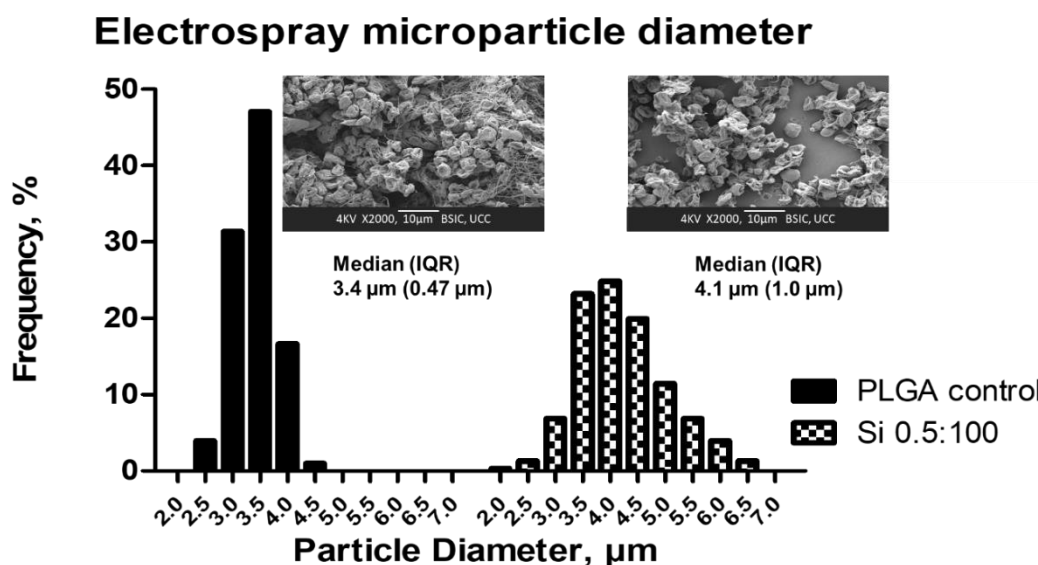 Electrospray microparticle diameter
Frequency, %
50
40
30
20
10
0
4KV X2000, 10µm BSIC, UCC
Median (IQR)
3.4 µm (0.47 µm)
4KV X2000, 10µm BSIC, UCC
Median (IQR)
4.1 µm (1.0 µm)
PLGA control
Si 0.5:100
2.0 2.5 3.0 3.5 4.0 4.5 5.0 5.5 6.0 6.5 7.0 2.0 2.5 3.0 3.5 4.0 4.5 5.0 5.5 6.0 6.5 7.0
Particle Diameter, µm